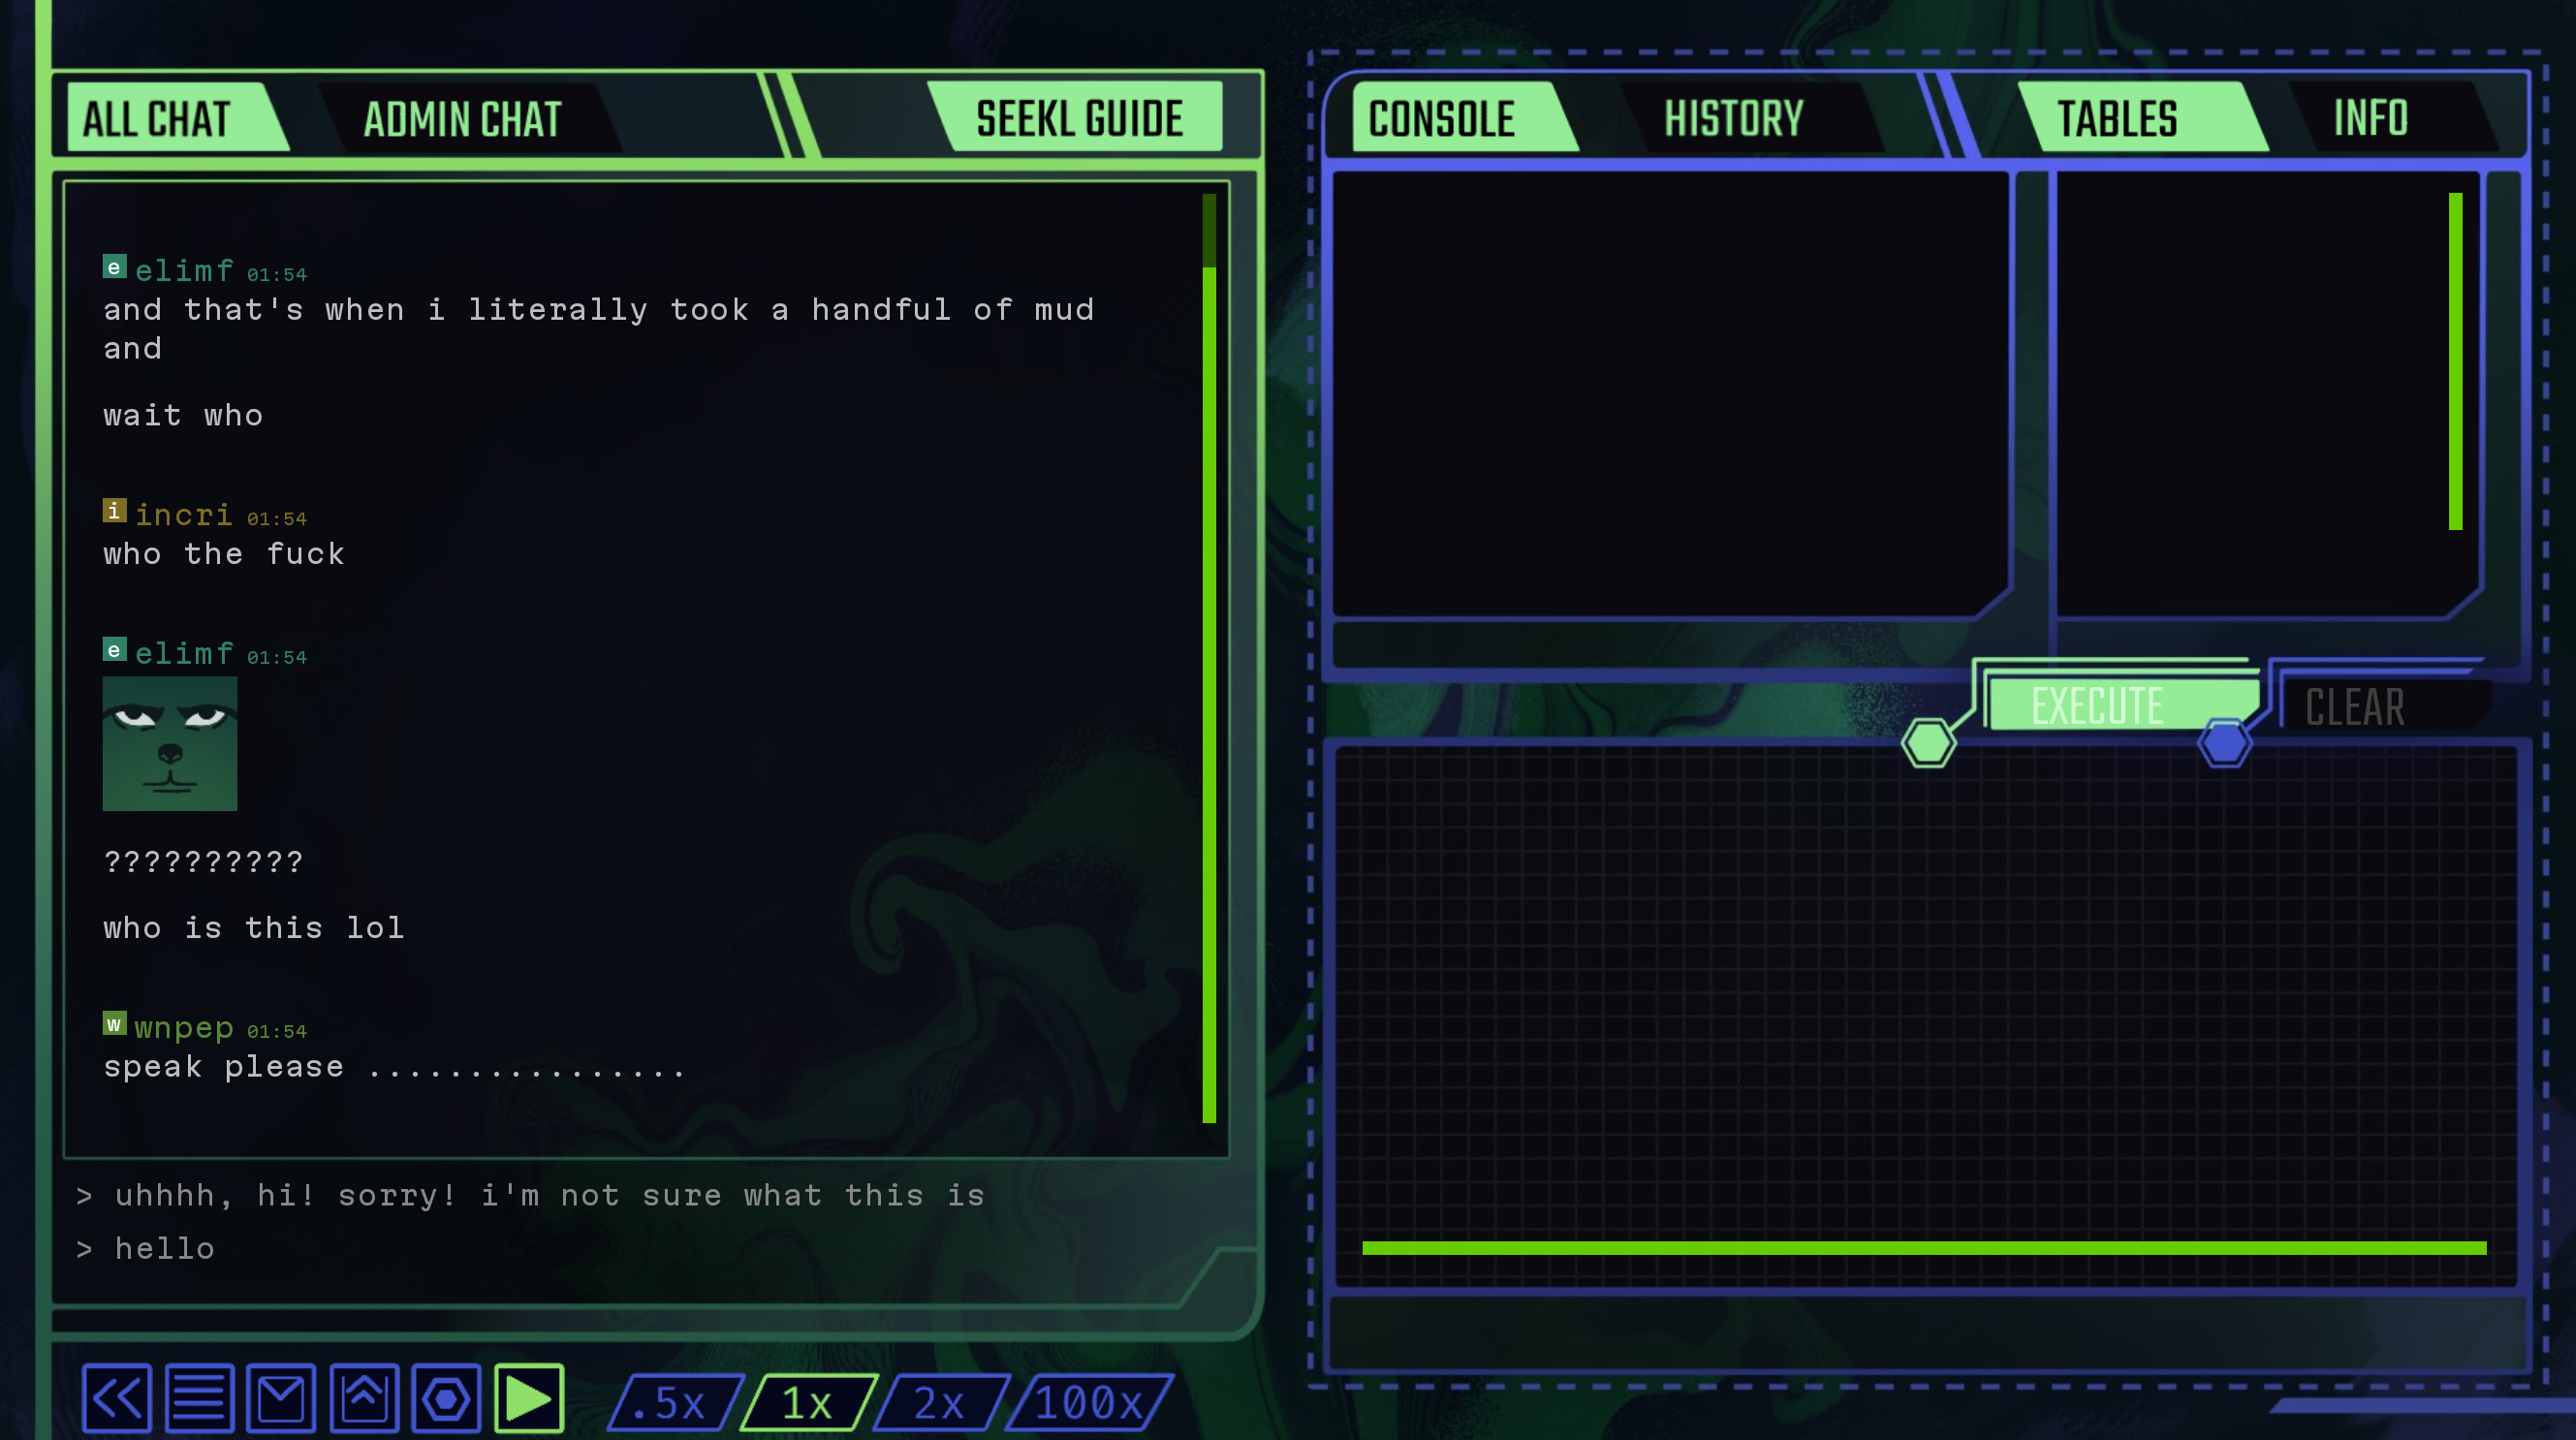 ALL CHAT
ADMIN CHAT
SEEKL GUIDE
e elimf 01:54
and that's when i literally took a handful of mud
and
wait who
i incri 01:54
who the fuck
e elimf 01:54
??????????
who is this lol
w wnpep 01:54
speak please ................
> uhhhh, hi! sorry! i'm not sure what this is
> hello
.5x
1x
2x
100x
CONSOLE
HISTORY
TABLES
INFO
EXECUTE
CLEAR